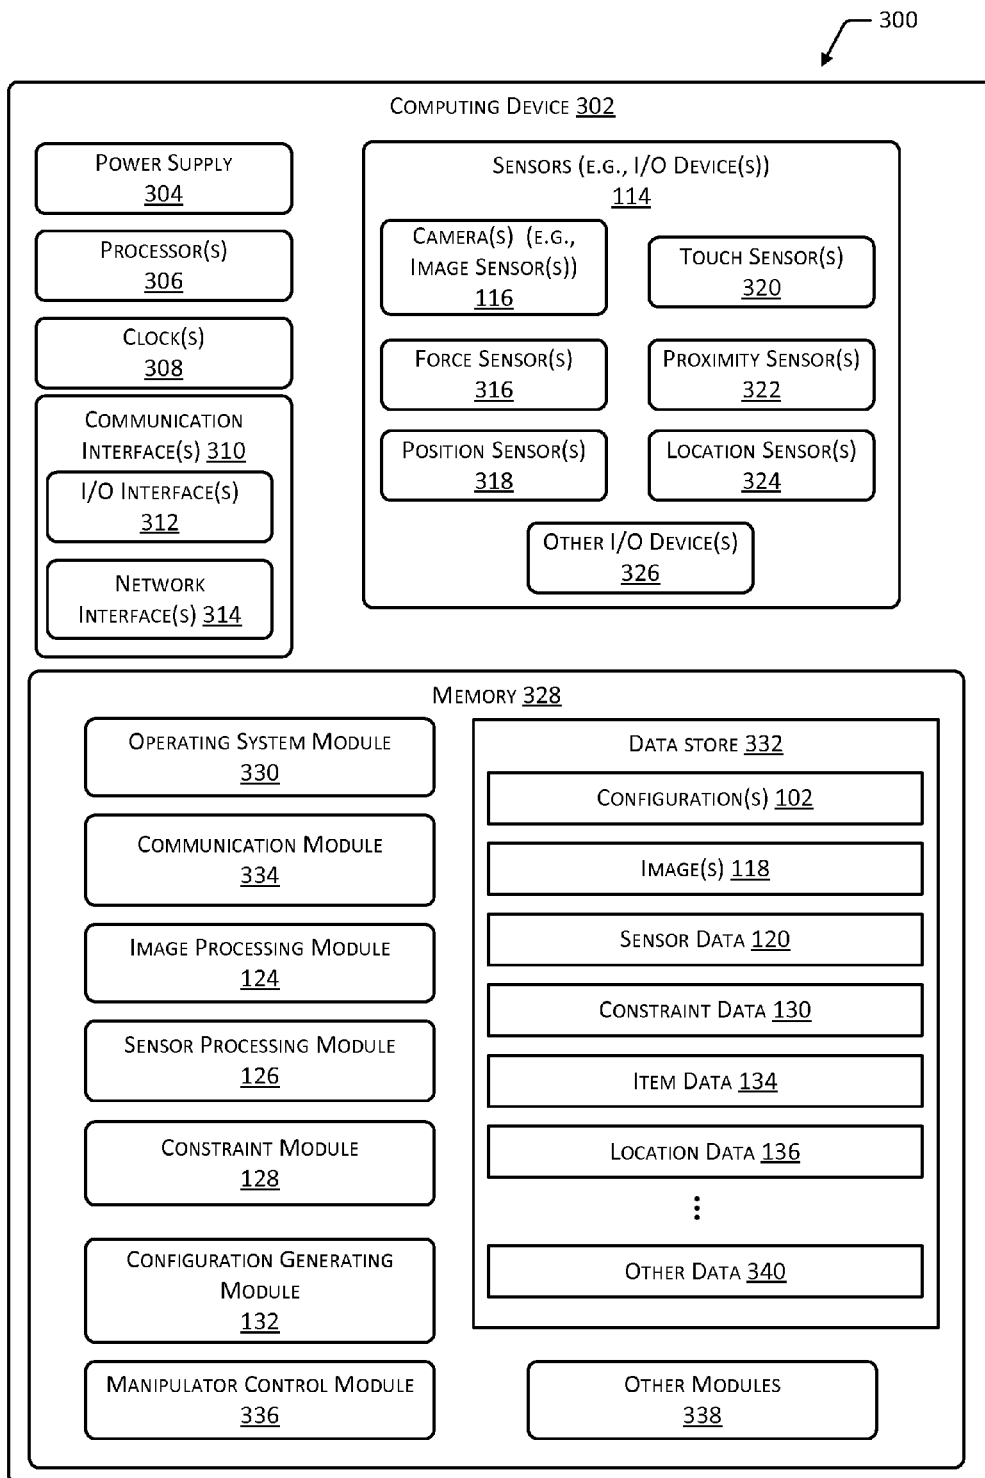 300
COMPUTING DEVICE 302
POWER SUPPLY
304
PROCESSOR(S)
306
CLOCK(S)
308
COMMUNICATION
INTERFACE(S) 310
I/O INTERFACE(S)
312
NETWORK
INTERFACE(S) 314
SENSORS (E.G., I/O DEVICE(S))
114
CAMERA(S) (E.G.,
IMAGE SENSOR(S))
116
TOUCH SENSOR(S)
320
FORCE SENSOR(S)
316
PROXIMITY SENSOR(S)
322
POSITION SENSOR(S)
318
LOCATION SENSOR(S)
324
OTHER I/O DEVICE(S)
326
MEMORY 328
OPERATING SYSTEM MODULE
330
COMMUNICATION MODULE
334
IMAGE PROCESSING MODULE
124
SENSOR PROCESSING MODULE
126
CONSTRAINT MODULE
128
CONFIGURATION GENERATING
MODULE
132
MANIPULATOR CONTROL MODULE
336
DATA STORE 332
CONFIGURATION(S) 102
IMAGE(S) 118
SENSOR DATA 120
CONSTRAINT DATA 130
ITEM DATA 134
LOCATION DATA 136
⋮
OTHER DATA 340
OTHER MODULES
338